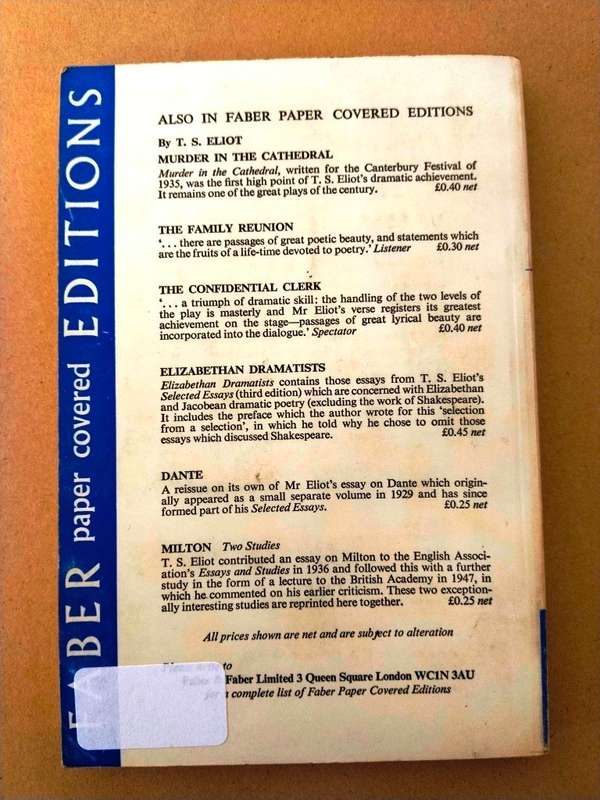 FABER paper covered EDITIONS
ALSO IN FABER PAPER COVERED EDITIONS
By T. S. ELIOT
MURDER IN THE CATHEDRAL
Murder in the Cathedral, written for the Canterbury Festival of
1935, was the first high point of T. S. Eliot's dramatic achievement.
It remains one of the great plays of the century. £0.40 net
THE FAMILY REUNION
'. . . there are passages of great poetic beauty, and statements which
are the fruits of a life-time devoted to poetry.' Listener £0.30 net
THE CONFIDENTIAL CLERK
'. . . a triumph of dramatic skill: the handling of the two levels of
the play is masterly and Mr Eliot's verse registers its greatest
achievement on the stage—passages of great lyrical beauty are
incorporated into the dialogue.' Spectator £0.40 net
ELIZABETHAN DRAMATISTS
Elizabethan Dramatists contains those essays from T. S. Eliot's
Selected Essays (third edition) which are concerned with Elizabethan
and Jacobean dramatic poetry (excluding the work of Shakespeare).
It includes the preface which the author wrote for this 'selection
from a selection', in which he told why he chose to omit those
essays which discussed Shakespeare. £0.45 net
DANTE
A reissue on its own of Mr Eliot's essay on Dante which origin-
ally appeared as a small separate volume in 1929 and has since
formed part of his Selected Essays. £0.25 net
MILTON Two Studies
T. S. Eliot contributed an essay on Milton to the English Associ-
ation's Essays and Studies in 1936 and followed this with a further
study in the form of a lecture to the British Academy in 1947, in
which he commented on his earlier criticism. These two exception-
ally interesting studies are reprinted here together. £0.25 net
All prices shown are net and are subject to alteration
to
Faber Limited 3 Queen Square London WC1N 3AU
for a complete list of Faber Paper Covered Editions